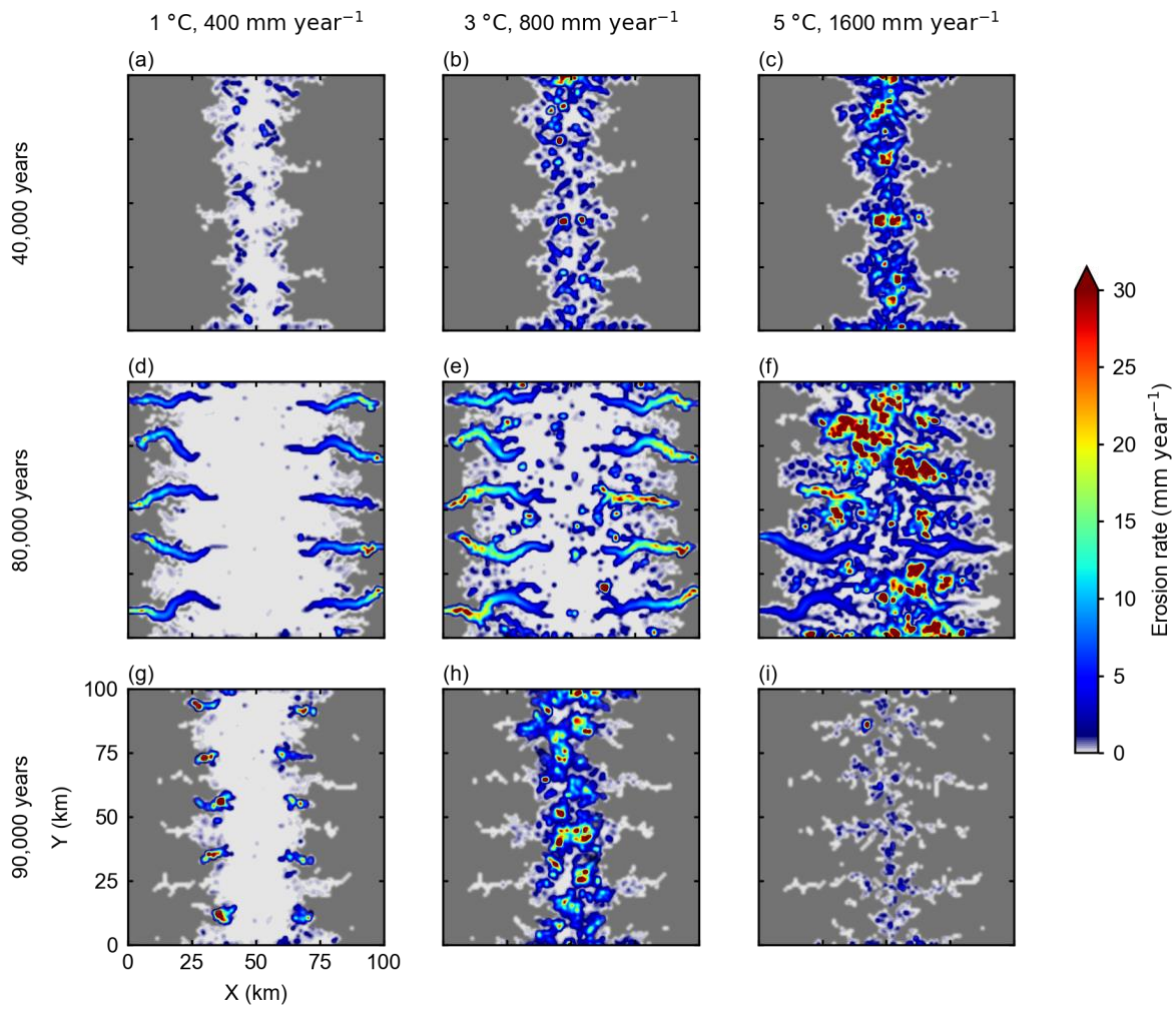 1 °C, 400 mm year⁻¹ 3 °C, 800 mm year⁻¹ 5 °C, 1600 mm year⁻¹
(a) (b) (c)
40,000 years
(d) (e) (f)
80,000 years
(g) (h) (i)
90,000 years
Y (km)
100
75
50
25
0
0 25 50 75 100
X (km)
30
25
20
15
10
5
0
Erosion rate (mm year⁻¹)